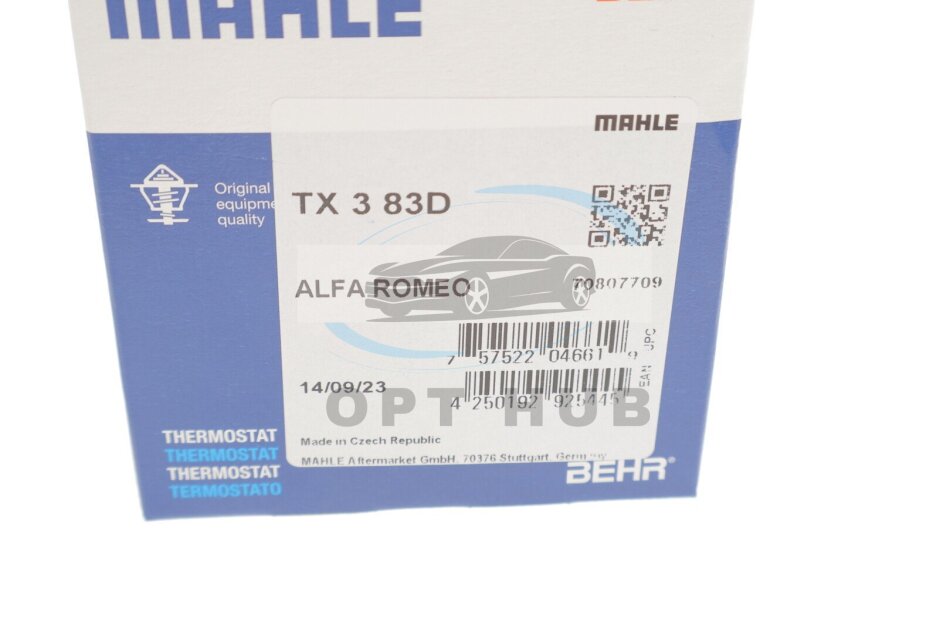 MAHLE
MAHLE
Original
equipme
quality
TX 3 83D
ALFA ROMEO
70807709
7 57522 04661 9
UPC
4 250192 925445
EAN
14/09/23
OPT HUB
Made in Czech Republic
MAHLE Aftermarket GmbH, 70376 Stuttgart, Germany
THERMOSTAT
THERMOSTAT
THERMOSTAT
TERMOSTATO
BEHR®